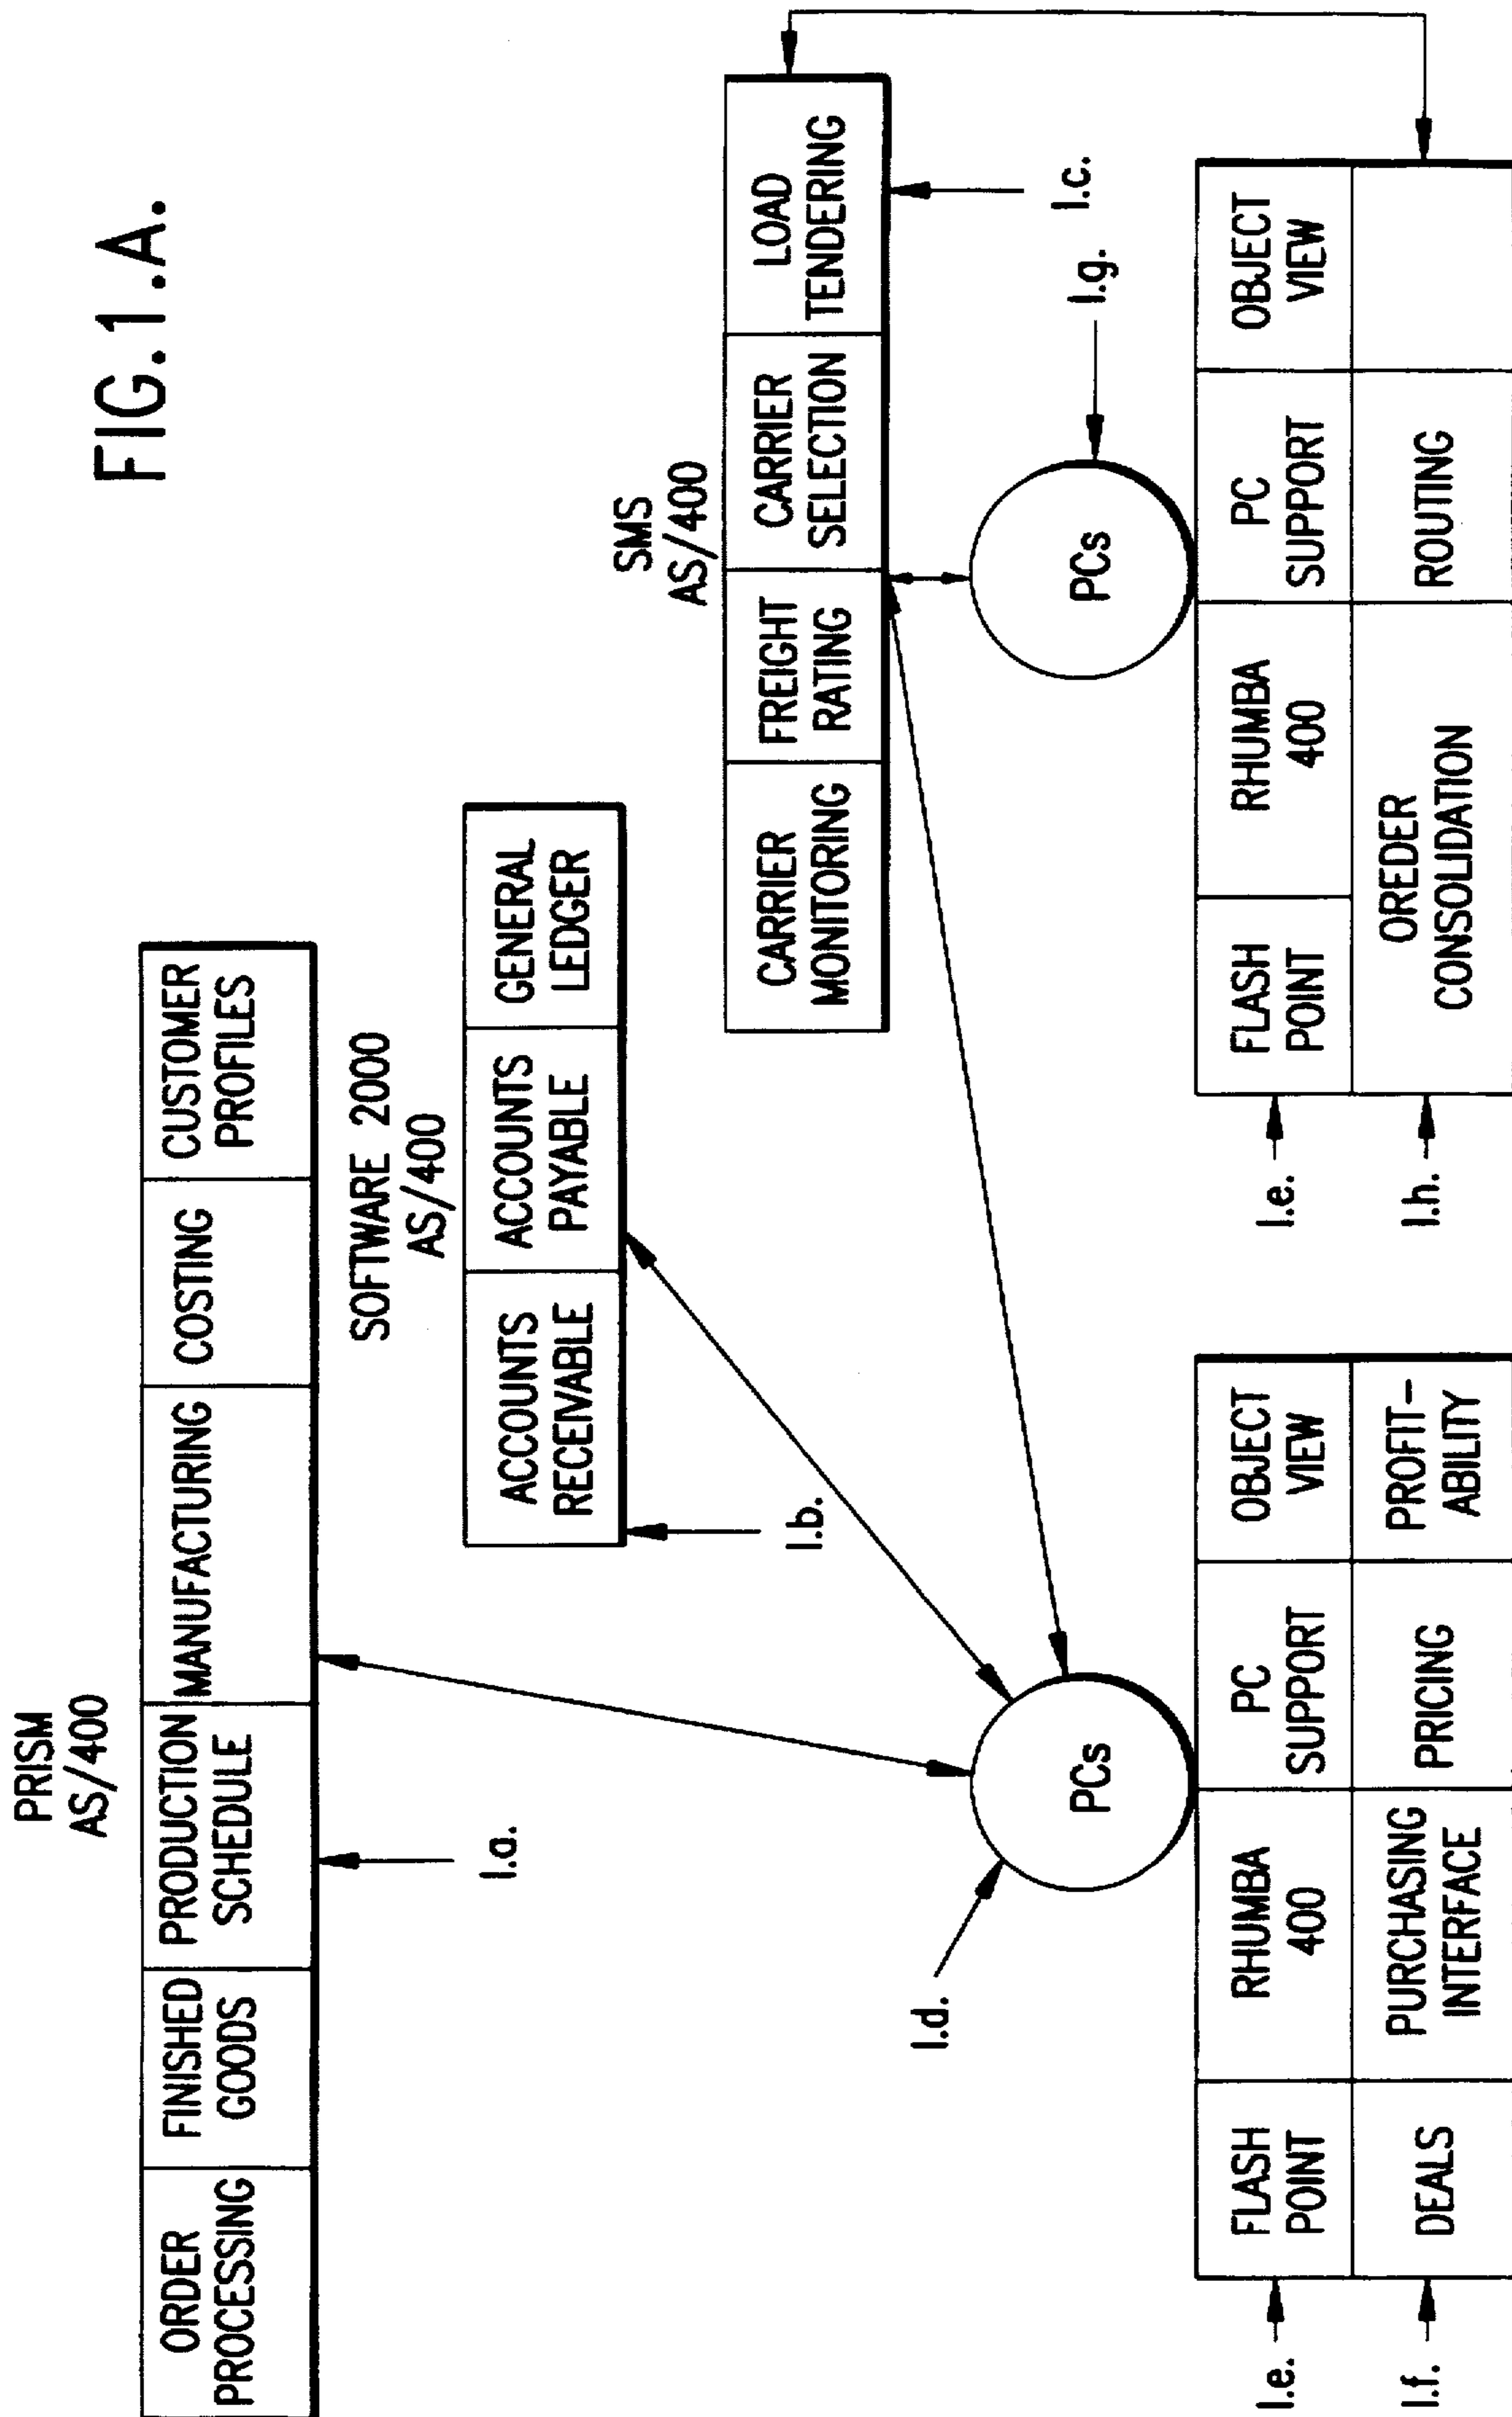 FIG.1.A.
PRISM
AS/400
ORDER
PROCESSING
FINISHED
GOODS
PRODUCTION
SCHEDULE
MANUFACTURING
COSTING
CUSTOMER
PROFILES
I.a.
SOFTWARE 2000
AS/400
ACCOUNTS
RECEIVABLE
ACCOUNTS
PAYABLE
GENERAL
LEDGER
I.b.
SMS
AS/400
CARRIER
MONITORING
FREIGHT
RATING
CARRIER
SELECTION
LOAD
TENDERING
I.c.
I.d.
PCs
I.g.
PCs
I.e.
FLASH
POINT
RHUMBA
400
PC
SUPPORT
OBJECT
VIEW
I.f.
DEALS
PURCHASING
INTERFACE
PRICING
PROFIT-
ABILITY
I.e.
FLASH
POINT
RHUMBA
400
PC
SUPPORT
OBJECT
VIEW
I.h.
OREDER
CONSOLIDATION
ROUTING